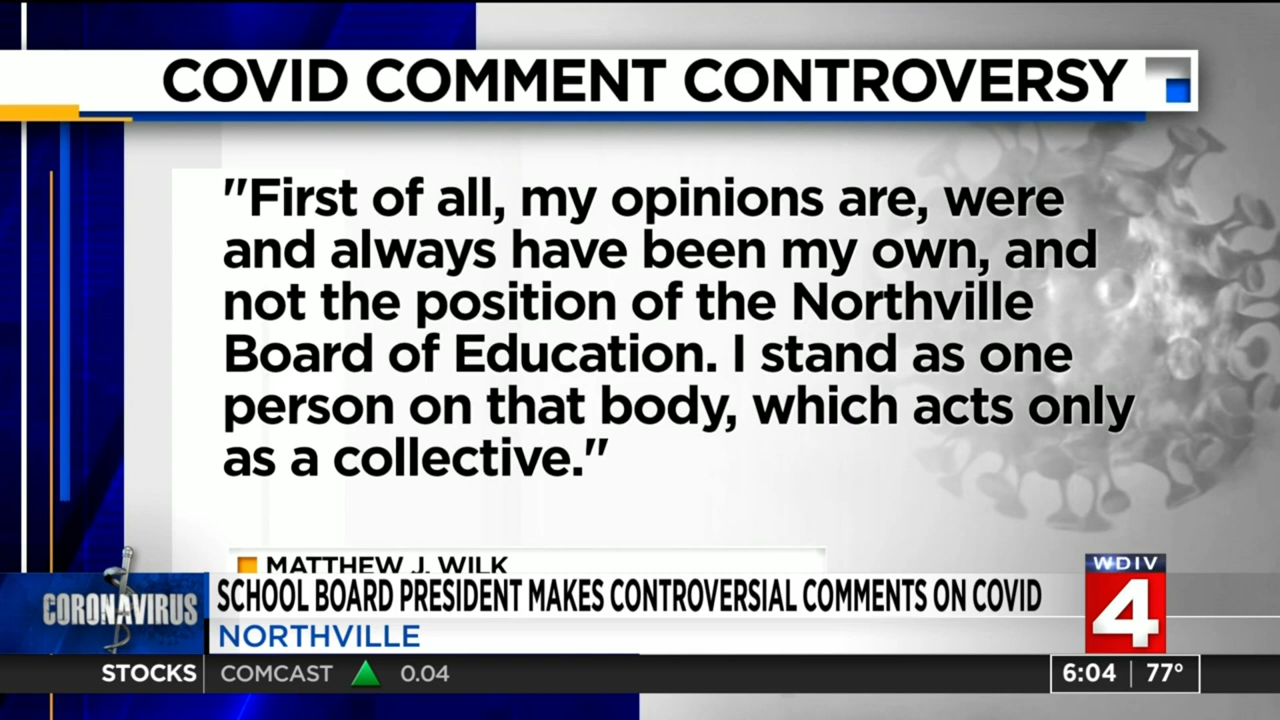 COVID COMMENT CONTROVERSY
"First of all, my opinions are, were
and always have been my own, and
not the position of the Northville
Board of Education. I stand as one
person on that body, which acts only
as a collective."
MATTHEW J. WILK
CORONAVIRUS
SCHOOL BOARD PRESIDENT MAKES CONTROVERSIAL COMMENTS ON COVID
NORTHVILLE
WDIV
4
STOCKS COMCAST 0.04
6:04 77°